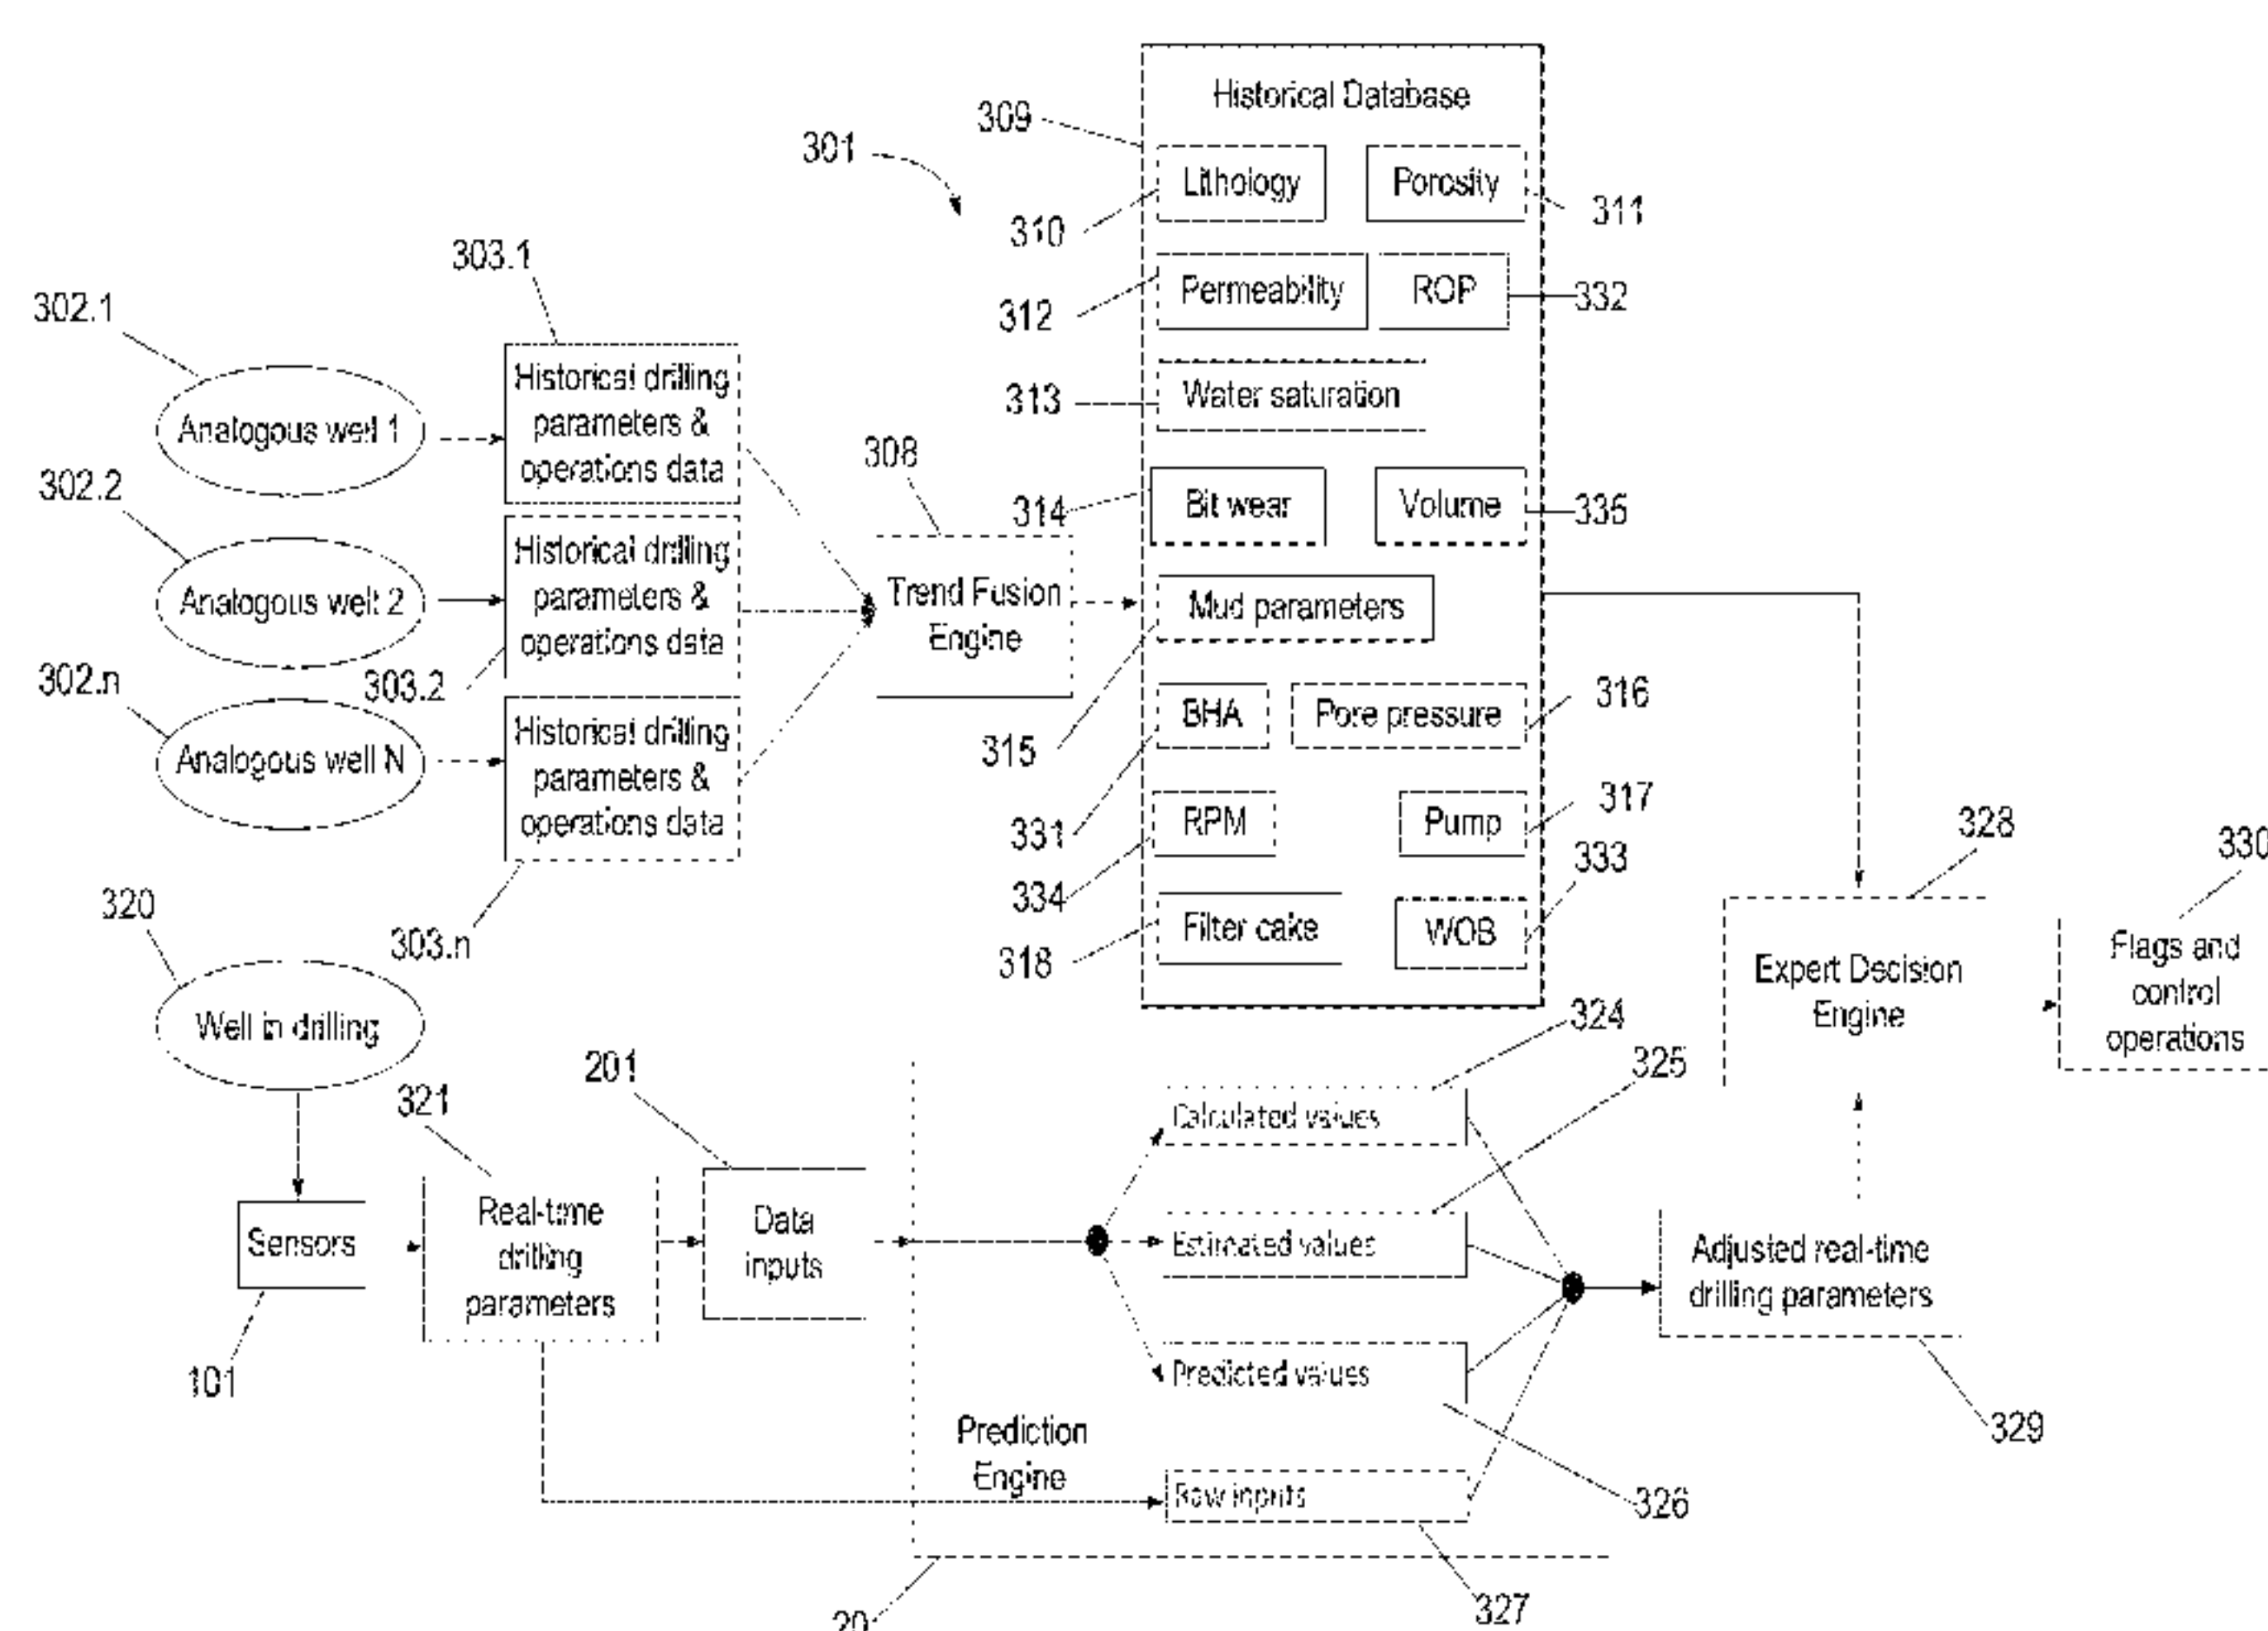 Historical Database
309
301
Lithology
Porosity
310
311
303.1
Permeability
ROP
302.1
312
332
Historical drilling
parameters &
operations data
Water saturation
313
Analogous well 1
308
302.2
314
Bit wear
Volume
335
Historical drilling
parameters &
operations data
Analogous well 2
Trend Fusion
Engine
Mud parameters
302.n
303.2
316
Historical drilling
parameters &
operations data
BHA
Pore pressure
315
Analogous well N
317
RPM
Pump
331
328
330
333
334
320
303.n
Filter cake
WOB
318
Flags and
control
operations
Expert Decision
Engine
Well in drilling
324
325
201
321
Calculated values
Real-time
drilling
parameters
Data
inputs
Sensors
Estimated values
Adjusted real-time
drilling parameters
101
Predicted values
329
Prediction
Engine
Raw inputs
326
327